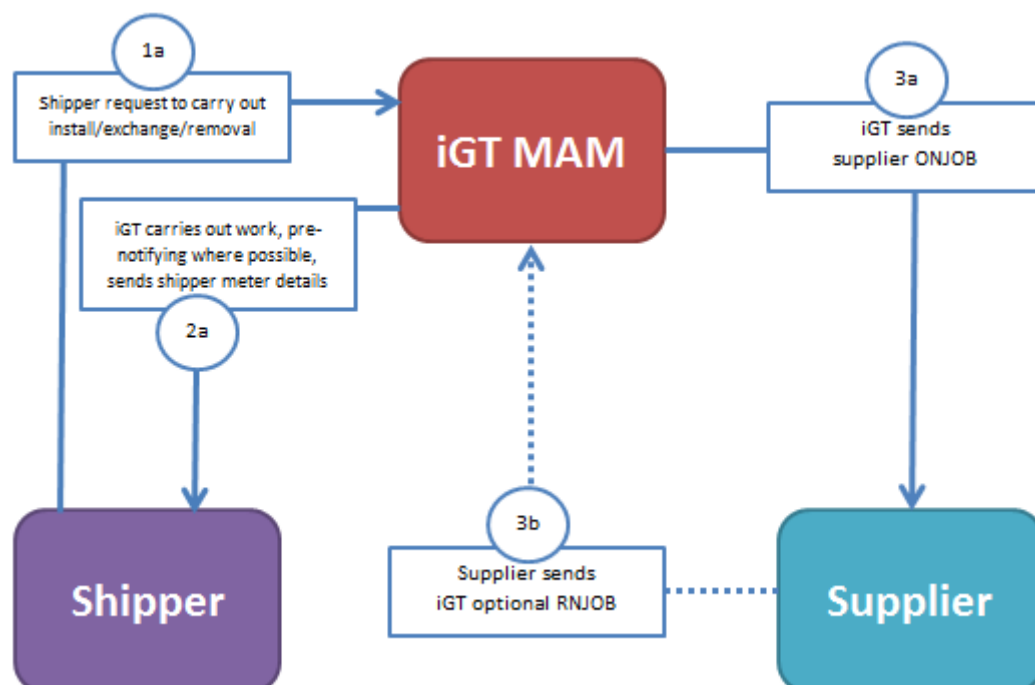 1a
Shipper request to carry out
install/exchange/removal
iGT MAM
3a
iGT sends
supplier ONJOB
iGT carries out work, pre-
notifying where possible,
sends shipper meter details
2a
3b
Supplier sends
iGT optional RNJOB
Shipper
Supplier